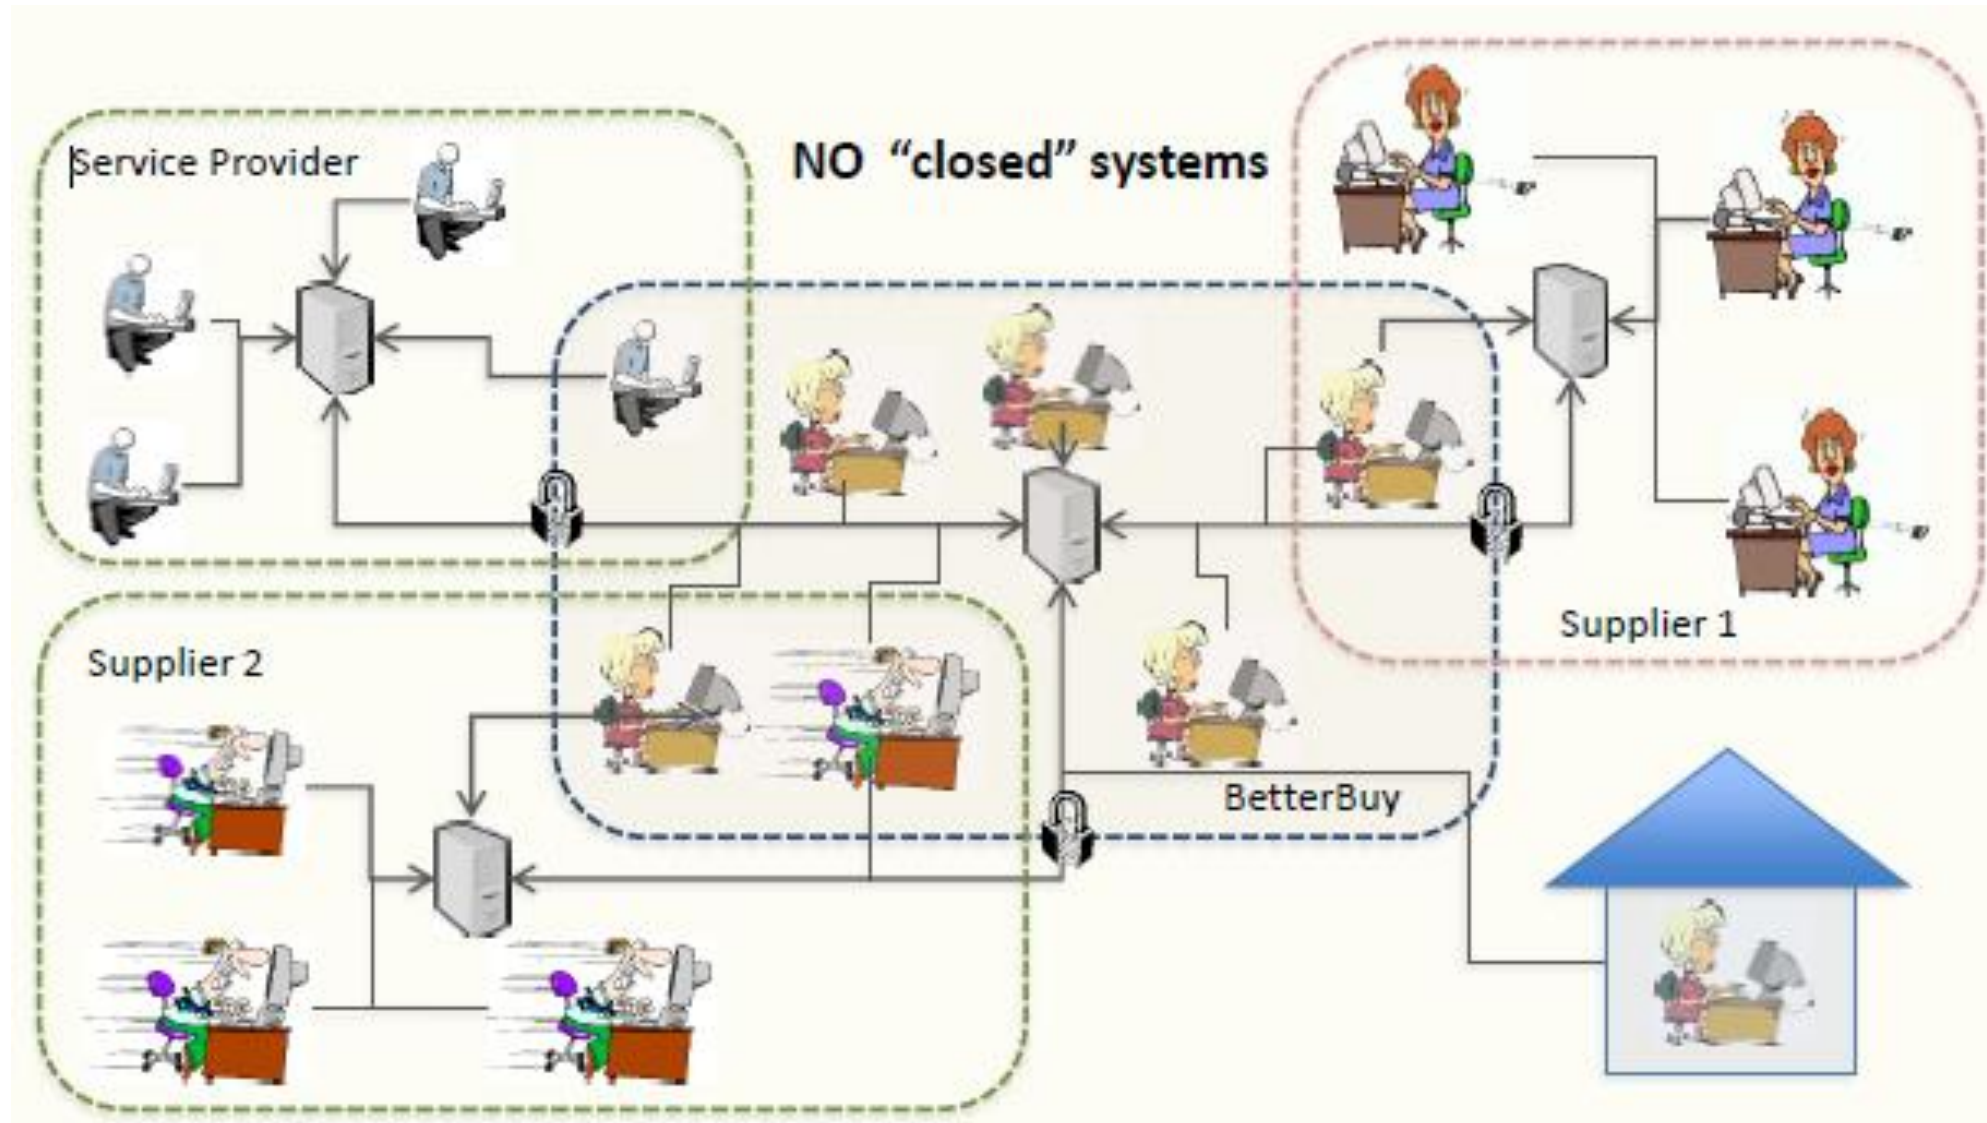 Service Provider
NO “closed” systems
Supplier 1
Supplier 2
BetterBuy